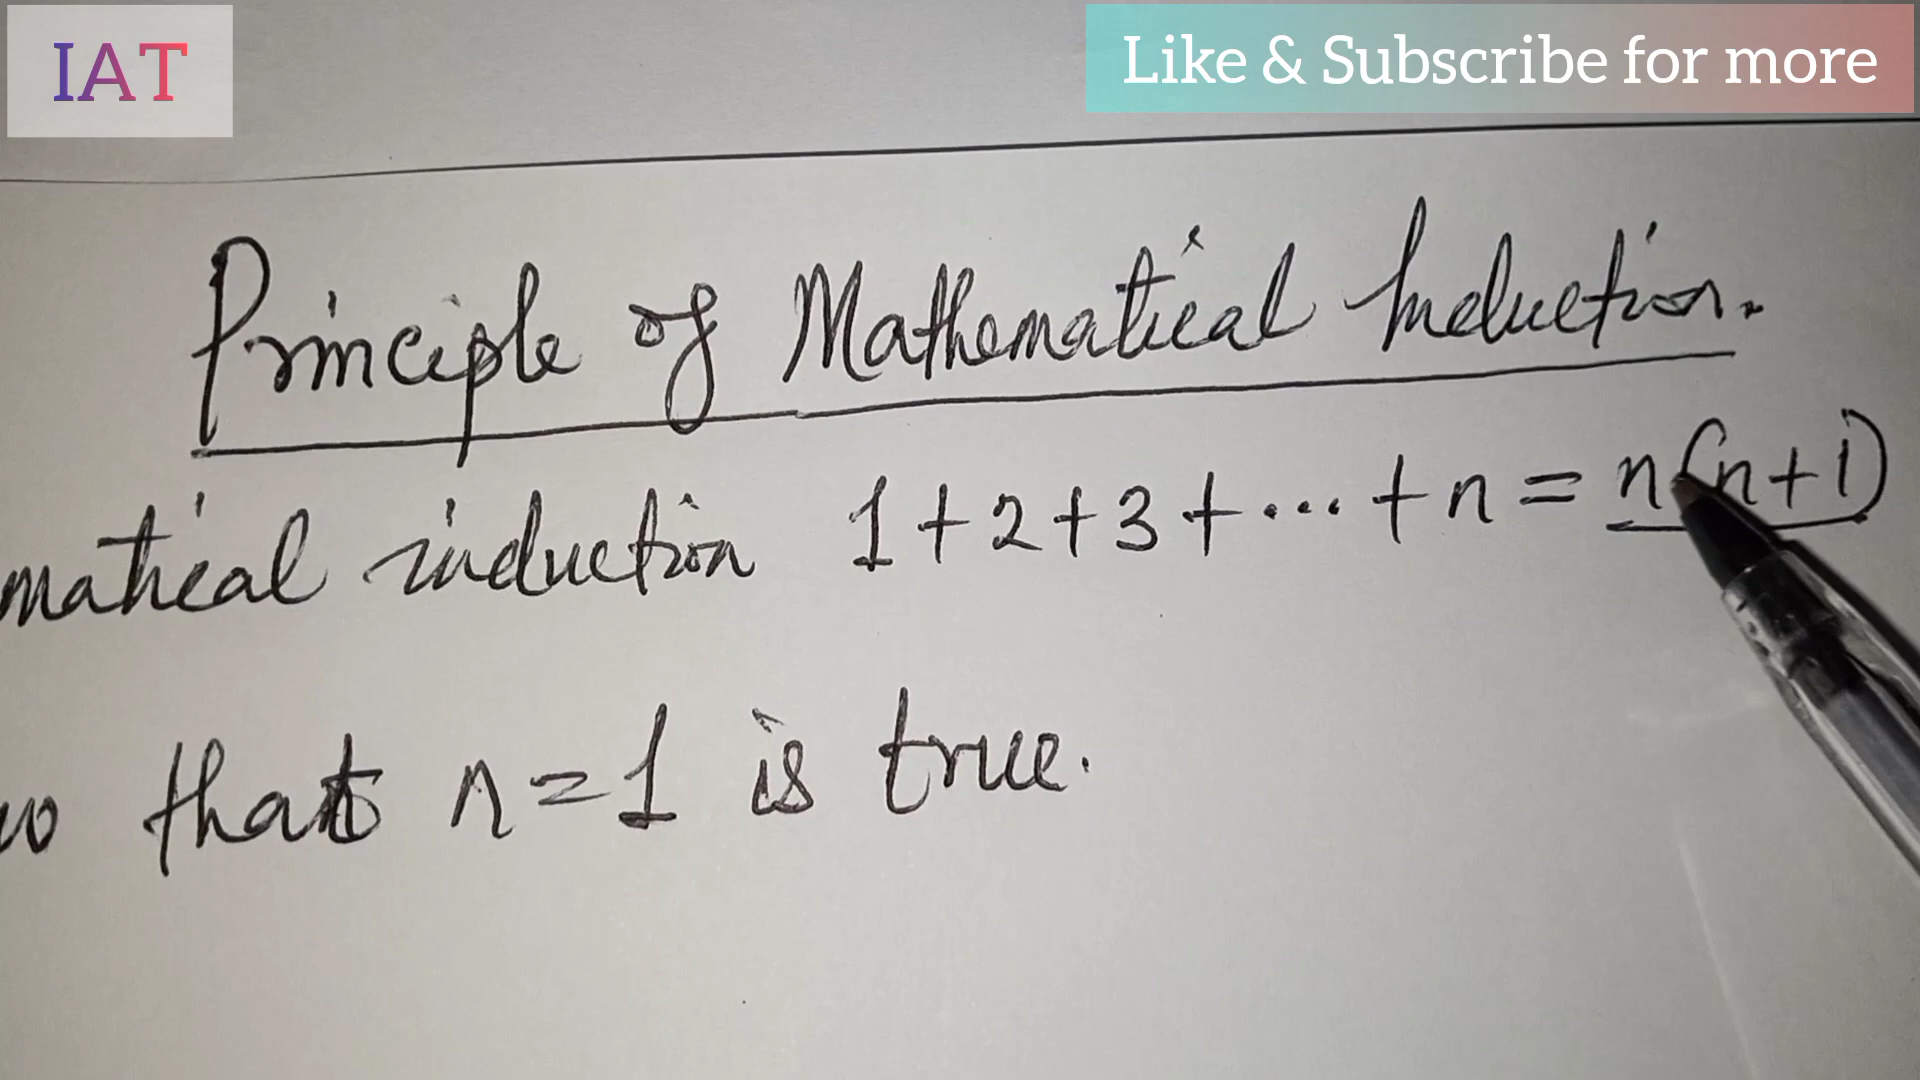 IAT
Like & Subscribe for more
Principle of Mathematical Induction.
matical induction 1+2+3+...+n = n(n+1)
that n=1 is true.